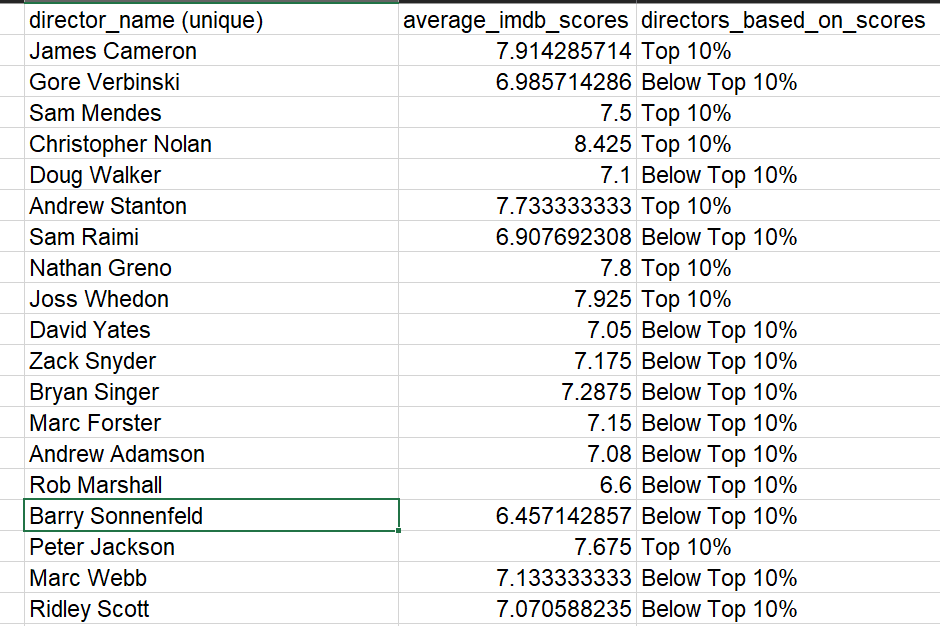 director_name (unique) average_imdb_scores directors_based_on_scores
James Cameron 7.914285714 Top 10%
Gore Verbinski 6.985714286 Below Top 10%
Sam Mendes 7.5 Top 10%
Christopher Nolan 8.425 Top 10%
Doug Walker 7.1 Below Top 10%
Andrew Stanton 7.733333333 Top 10%
Sam Raimi 6.907692308 Below Top 10%
Nathan Greno 7.8 Top 10%
Joss Whedon 7.925 Top 10%
David Yates 7.05 Below Top 10%
Zack Snyder 7.175 Below Top 10%
Bryan Singer 7.2875 Below Top 10%
Marc Forster 7.15 Below Top 10%
Andrew Adamson 7.08 Below Top 10%
Rob Marshall 6.6 Below Top 10%
Barry Sonnenfeld 6.457142857 Below Top 10%
Peter Jackson 7.675 Top 10%
Marc Webb 7.133333333 Below Top 10%
Ridley Scott 7.070588235 Below Top 10%